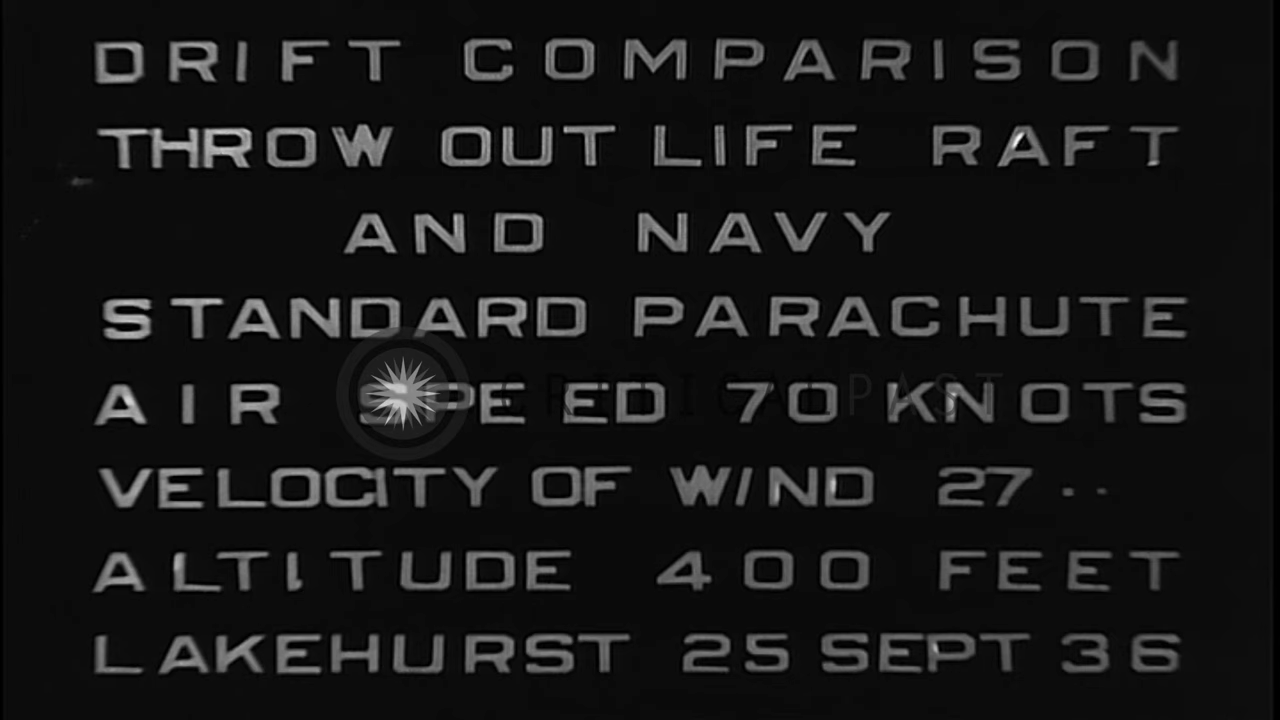 DRIFT COMPARISON
THROW OUT LIFE RAFT
AND NAVY
STANDARD PARACHUTE
AIR SPEED 70 KNOTS
CRITICALPAST
VELOCITY OF WIND 27 ··
ALTITUDE 400 FEET
LAKEHURST 25 SEPT 36